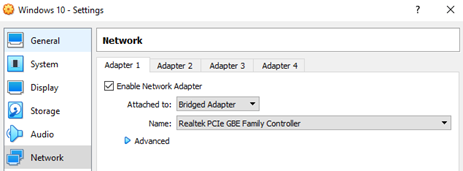 Windows 10 - Settings ? ×
General
System
Display
Storage
Audio
Network
Network
Adapter 1 Adapter 2 Adapter 3 Adapter 4
Enable Network Adapter
Attached to: Bridged Adapter
Name: Realtek PCIe GBE Family Controller
Advanced